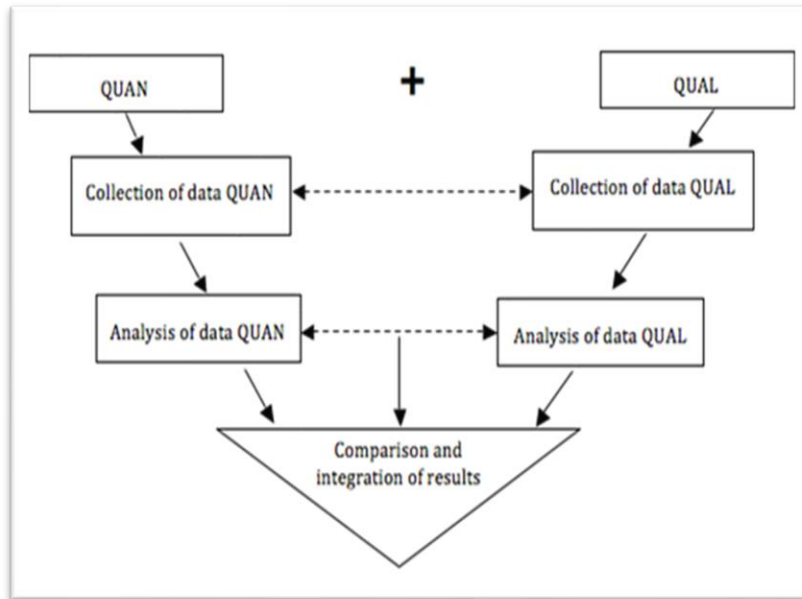 QUAN
+
QUAL
Collection of data QUAN
Collection of data QUAL
Analysis of data QUAN
Analysis of data QUAL
Comparison and
integration of results